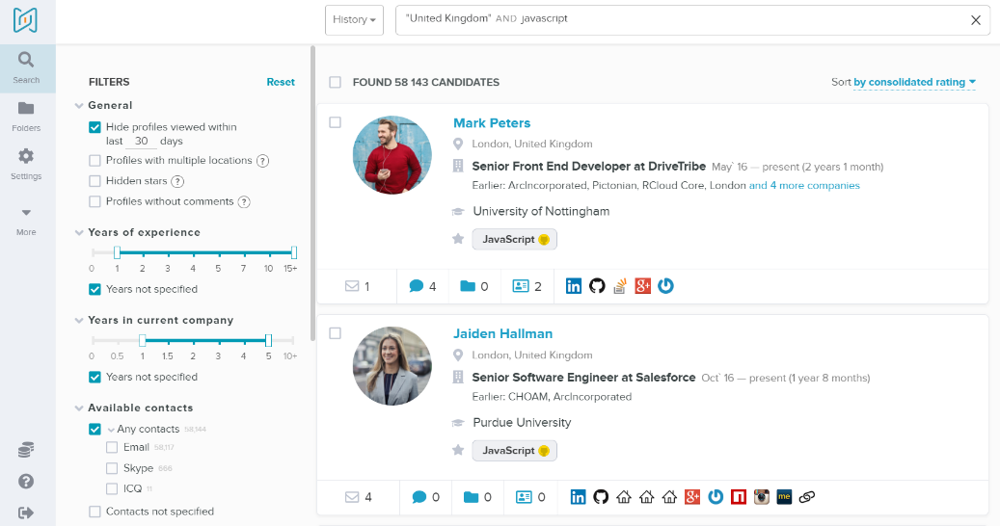 History
"United Kingdom" AND javascript
Search
Folders
Settings
More
FILTERS Reset
General
Hide profiles viewed within
last 30 days
Profiles with multiple locations ?
Hidden stars ?
Profiles without comments ?
Years of experience
0 1 2 3 4 5 7 10 15+
Years not specified
Years in current company
0 0.5 1 1.5 2 3 4 5 10+
Years not specified
Available contacts
Any contacts 58,144
Email 58,117
Skype 666
ICQ 11
Contacts not specified
FOUND 58 143 CANDIDATES
Sort by consolidated rating
Mark Peters
London, United Kingdom
Senior Front End Developer at DriveTribe May` 16 — present (2 years 1 month)
Earlier: ArcIncorporated, Pictonian, RCloud Core, London and 4 more companies
University of Nottingham
JavaScript
1 4 0 2
Jaiden Hallman
London, United Kingdom
Senior Software Engineer at Salesforce Oct` 16 — present (1 year 8 months)
Earlier: CHOAM, ArcIncorporated
Purdue University
JavaScript
4 0 0 0
me